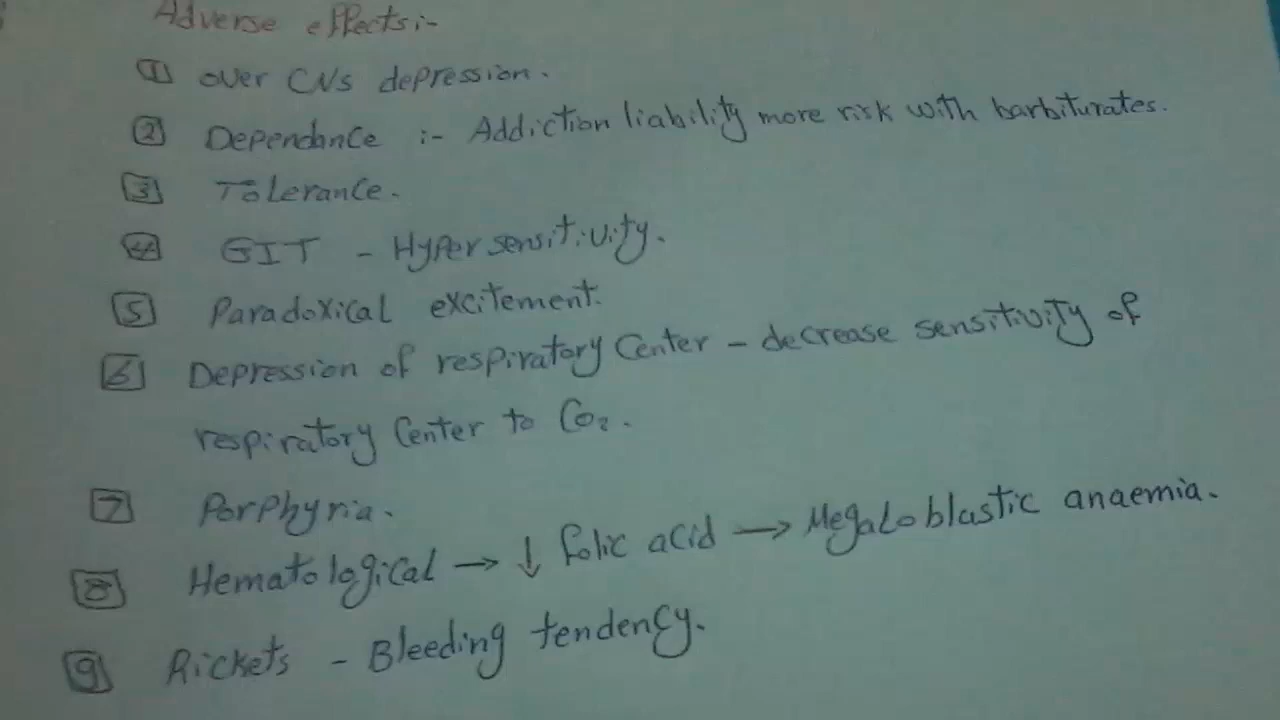 Adverse effects:-
1 over CNS depression.
2 Dependance :- Addiction liability more risk with barbiturates.
3 Tolerance.
4 GIT - Hypersensitivity.
5 Paradoxical excitement.
6 Depression of respiratory center - decrease sensitivity of
respiratory center to CO2.
7 Porphyria.
8 Hematological → ↓ folic acid → Megaloblastic anaemia.
9 Rickets - Bleeding tendency.